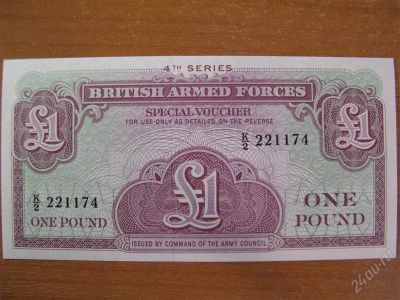 4TH SERIES
BRITISH ARMED FORCES
SPECIAL VOUCHER
FOR USE ONLY AS DETAILED ON THE REVERSE
£1 £1
K/2 221174
K/2 221174
£1
ONE POUND
ONE
POUND
ISSUED BY COMMAND OF THE ARMY COUNCIL
24au.ru